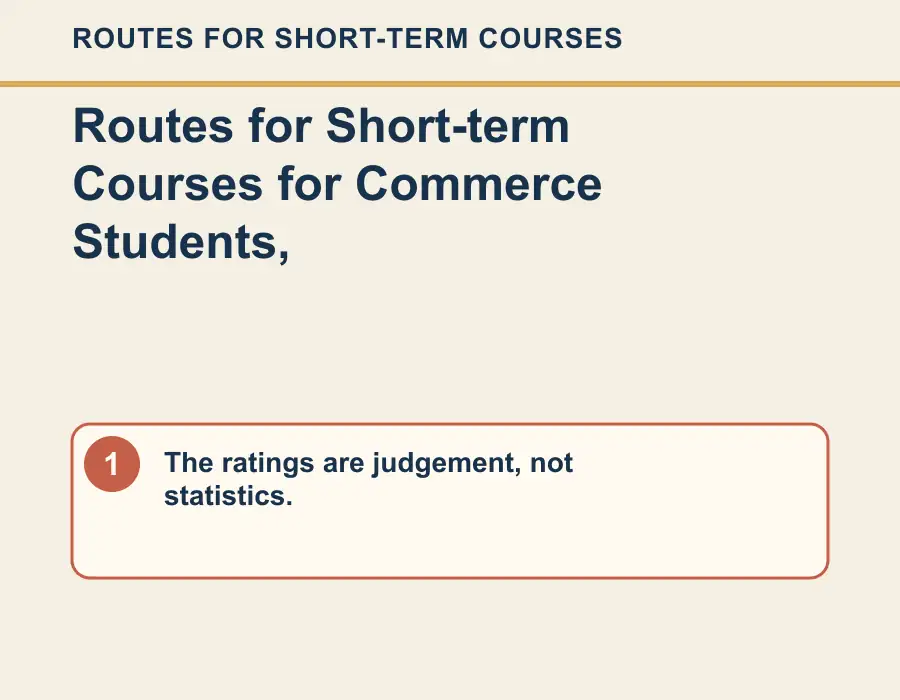 ROUTES FOR SHORT-TERM COURSES
Routes for Short-term
Courses for Commerce
Students,
1
The ratings are judgement, not
statistics.